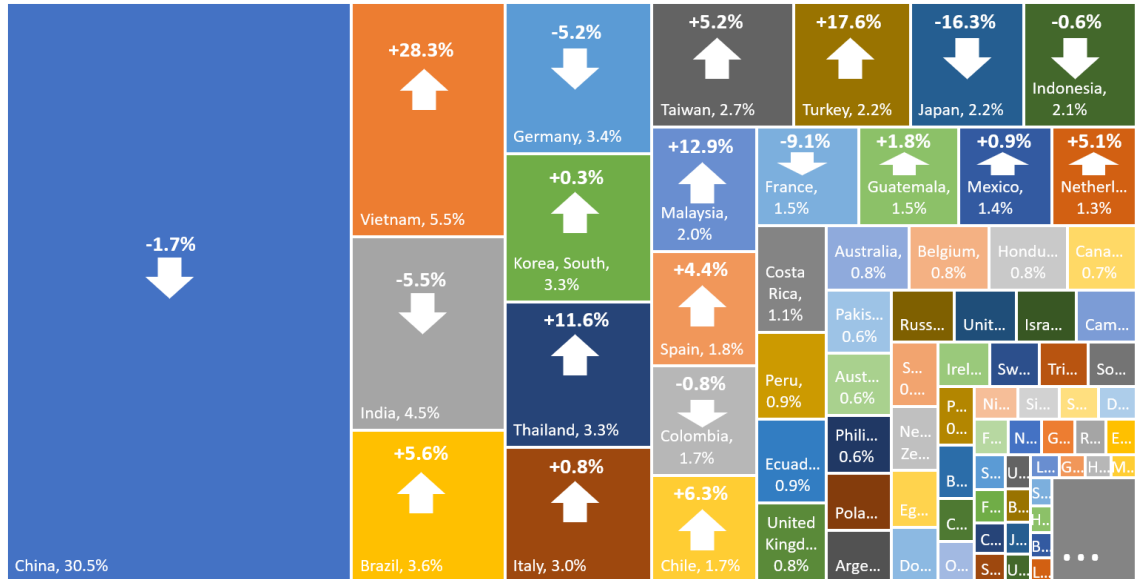 -1.7%
China, 30.5%
+28.3%
Vietnam, 5.5%
-5.5%
India, 4.5%
+5.6%
Brazil, 3.6%
-5.2%
Germany, 3.4%
+0.3%
Korea, South,
3.3%
+11.6%
Thailand, 3.3%
+0.8%
Italy, 3.0%
+5.2%
Taiwan, 2.7%
+17.6%
Turkey, 2.2%
-16.3%
Japan, 2.2%
-0.6%
Indonesia,
2.1%
+12.9%
Malaysia,
2.0%
+4.4%
Spain, 1.8%
-0.8%
Colombia,
1.7%
+6.3%
Chile, 1.7%
-9.1%
France,
1.5%
+1.8%
Guatemala,
1.5%
+0.9%
Mexico,
1.4%
+5.1%
Netherl...
1.3%
Costa
Rica,
1.1%
Peru,
0.9%
Ecuad...
0.9%
United
Kingd...
0.8%
Australia,
0.8%
Belgium,
0.8%
Hondu...
0.8%
Cana...
0.7%
Pakis...
0.6%
Aust...
0.6%
Phili...
0.6%
Pola...
Arge...
Russ...
Unit...
Isra...
Cam...
S...
0....
Ne...
Ze...
Eg...
Do...
Irel...
Sw...
Tri...
So...
P...
0...
B...
C...
O...
Ni...
Si...
S...
D...
F...
N...
G...
R...
E...
S...
U...
L...
G...
H...
M...
F...
B...
S...
H...
C...
J...
B...
S...
U...
L...
...